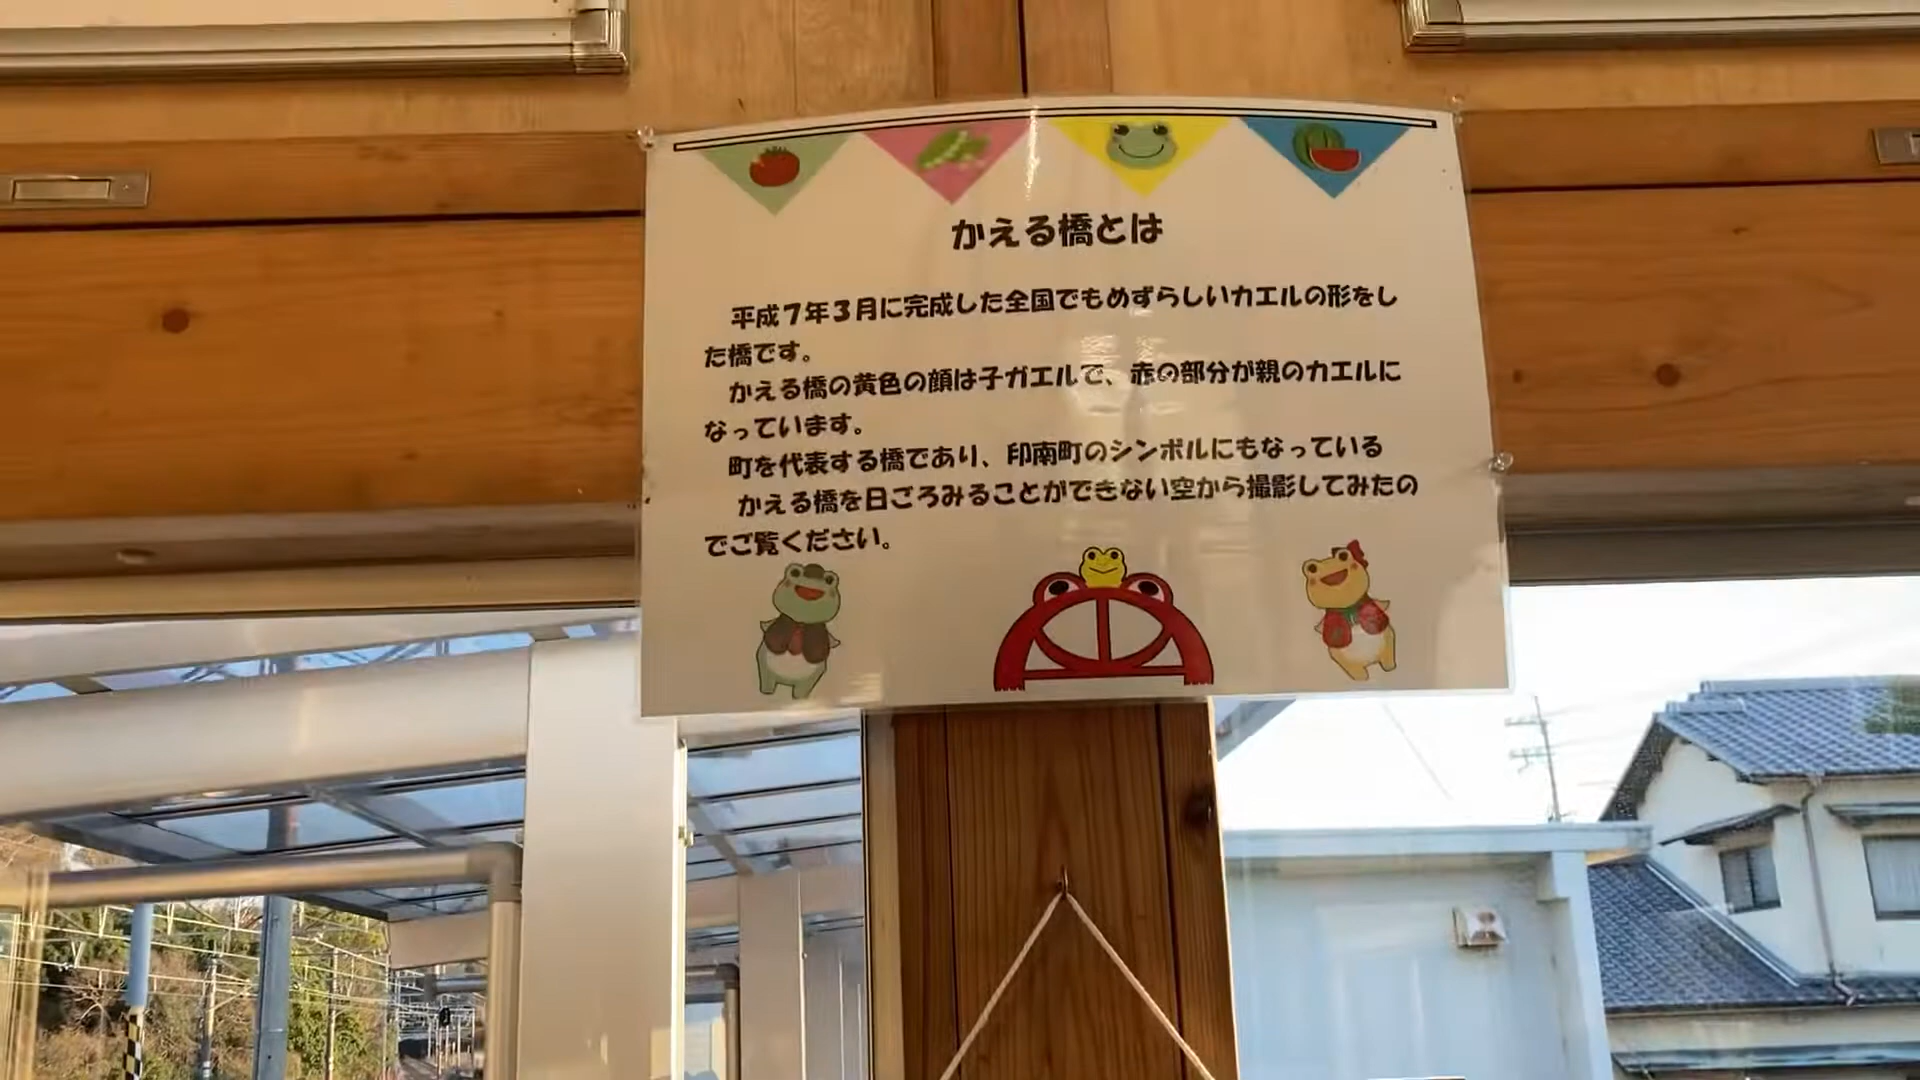 かえる橋とは
平成7年3月に完成した全国でもめずらしいカエルの形をし
た橋です。
かえる橋の黄色の顔は子ガエルで、赤の部分が親のカエルに
なっています。
町を代表する橋であり、印南町のシンボルにもなっている
かえる橋を日ごろみることができない空から撮影してみたの
でご覧ください。